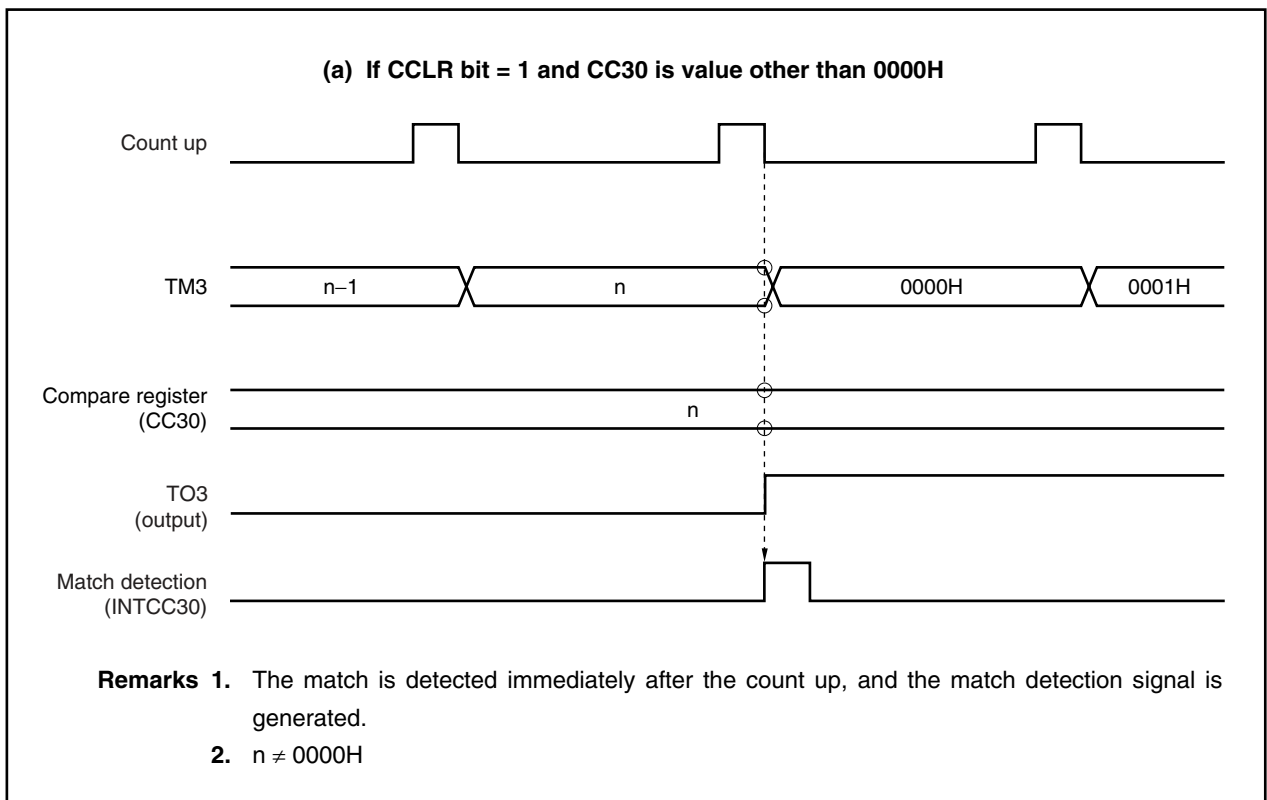 (a) If CCLR bit = 1 and CC30 is value other than 0000H
Count up
TM3
n–1
n
0000H
0001H
Compare register
(CC30)
n
TO3
(output)
Match detection
(INTCC30)
Remarks 1. The match is detected immediately after the count up, and the match detection signal is
generated.
2. n ≠ 0000H